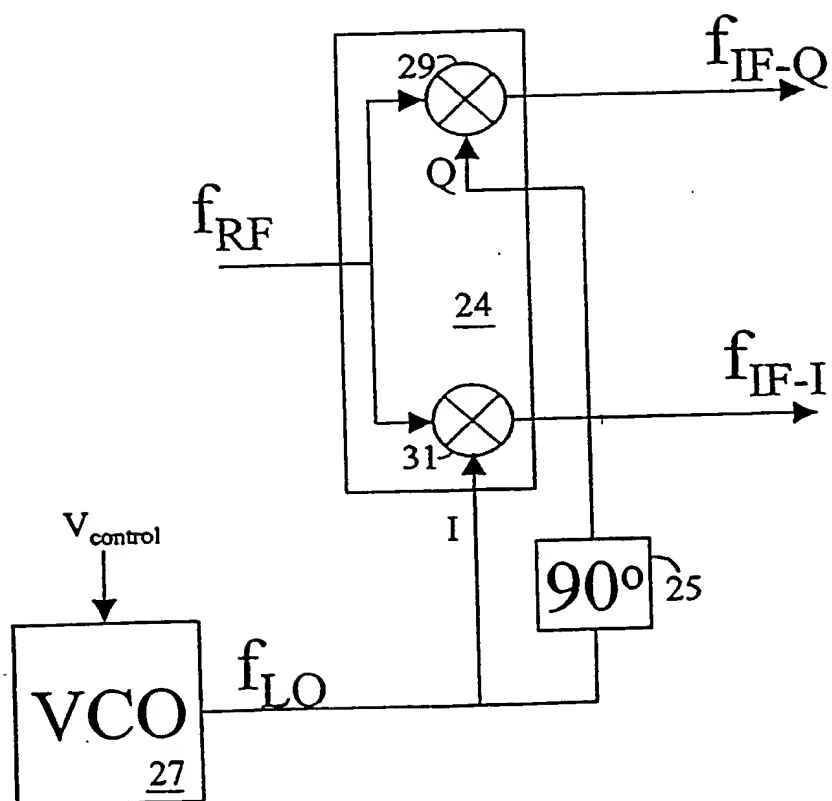 29
f_IF-Q
Q
f_RF
24
f_IF-I
31
I
V_control
90°
25
f_LO
VCO
27